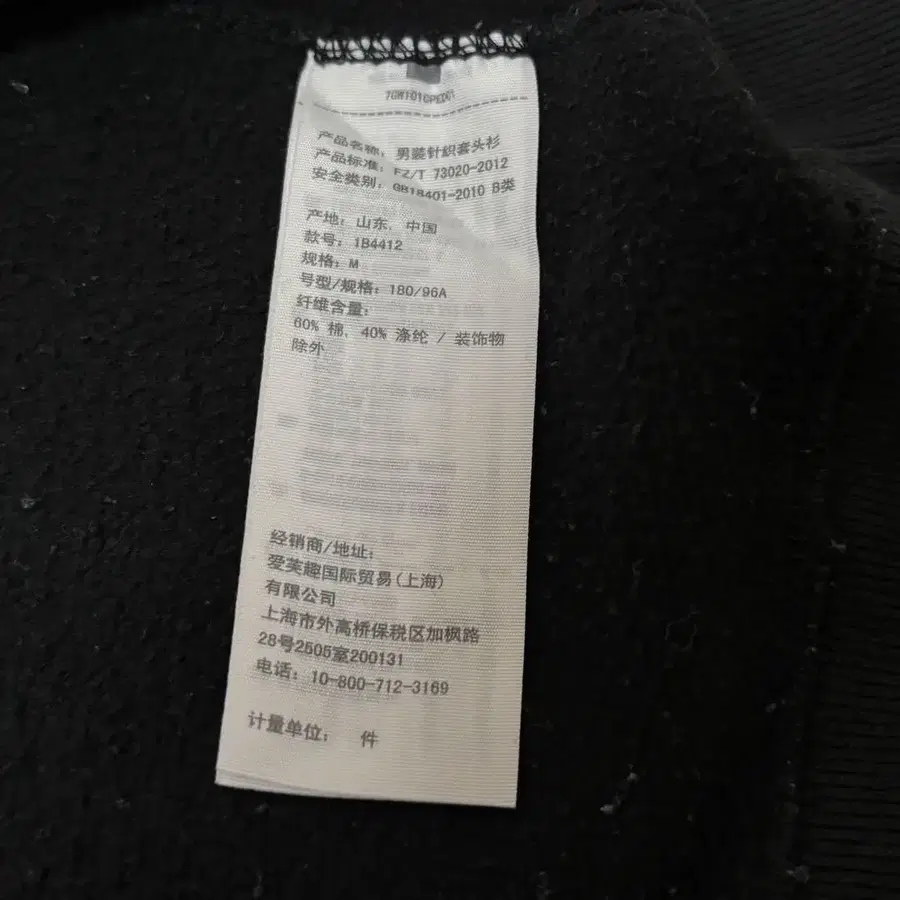 产品名称: 男装针织套头衫
产品标准: FZ/T 73020-2012
安全类别: GB18401-2010 B类
产地: 山东, 中国
款号: 1B4412
规格: M
号型/规格: 180/96A
纤维含量:
60% 棉, 40% 涤纶 / 装饰物
除外
经销商/地址:
爱芙趣国际贸易(上海)
有限公司
上海市外高桥保税区加枫路
28号2505室200131
电话: 10-800-712-3169
计量单位: 件